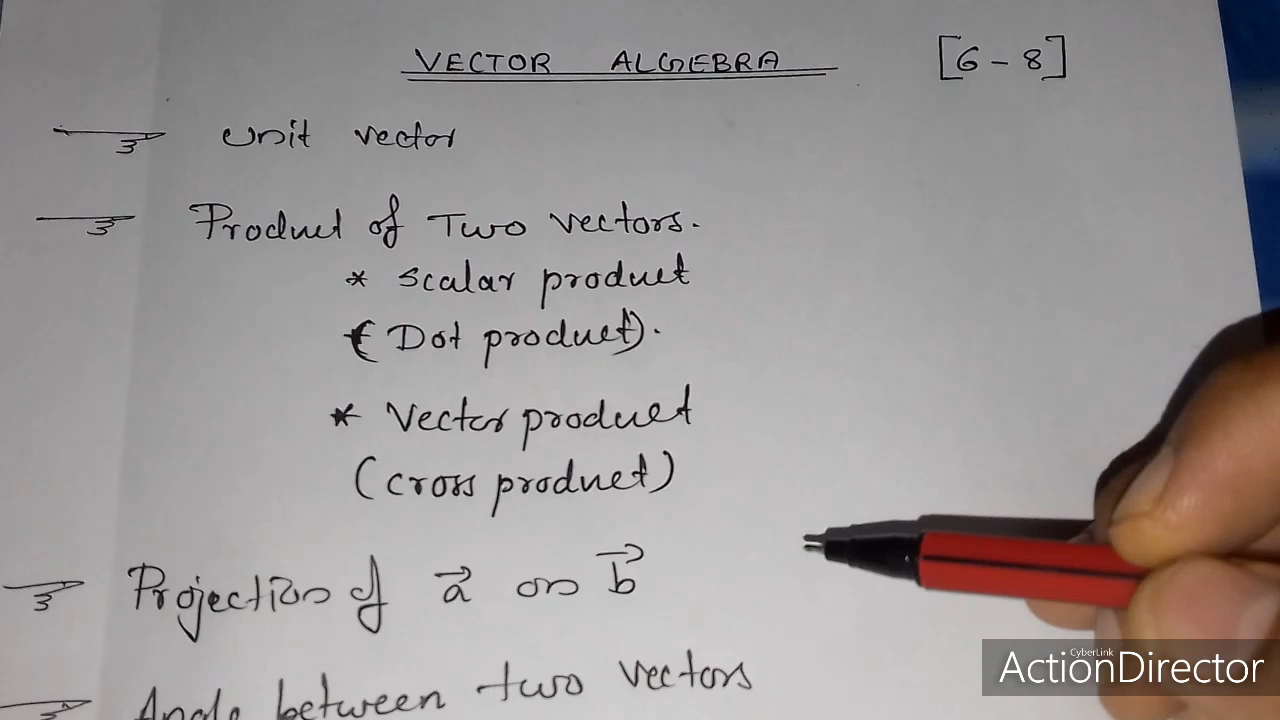 VECTOR ALGEBRA [6-8]
unit vector
Product of Two vectors.
* scalar product
(Dot product).
* Vector product
(cross product)
Projection of a⃗ on b⃗
Angle between two vectors
CyberLink
ActionDirector